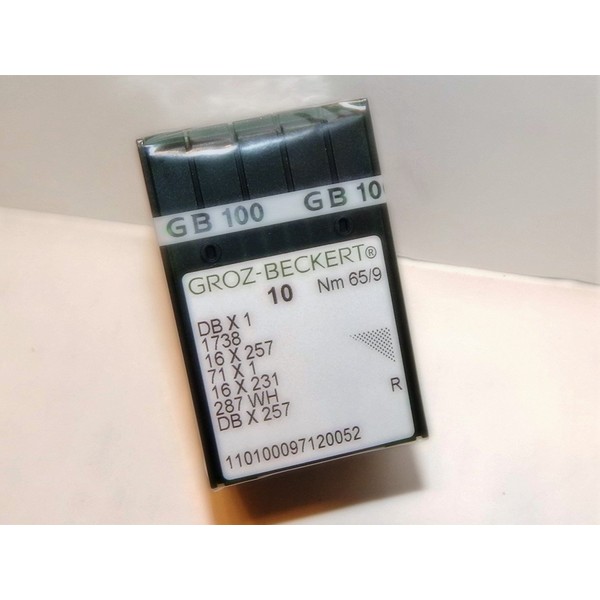 GB 100 GB 10
GROZ-BECKERT®
10 Nm 65/9
DB X 1
1738
16 X 257
71 X 1
16 X 231
287 WH
DB X 257
R
110100097120052